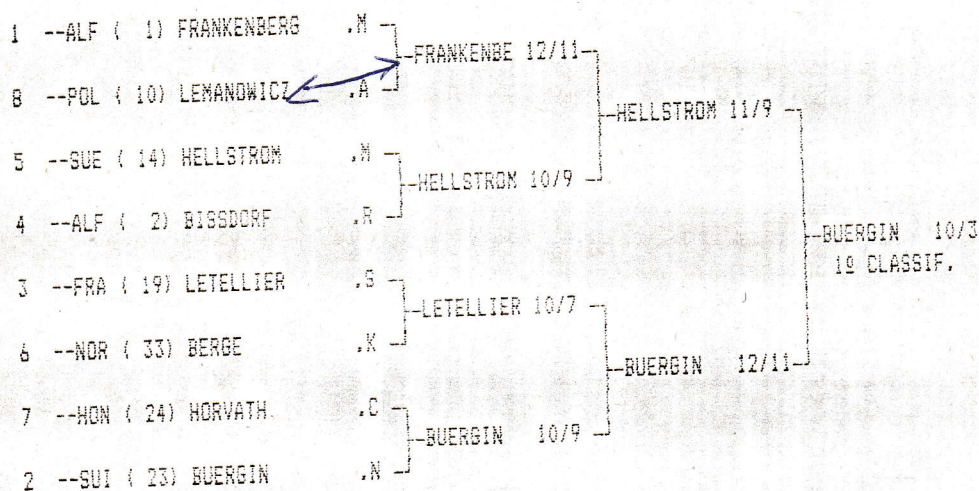 1 --ALF ( 1) FRANKENBERG .M
--FRANKENBE 12/11
8 --POL ( 10) LEMANOWICZ .A
--HELLSTROM 11/9
5 --SUE ( 14) HELLSTROM .M
--HELLSTROM 10/9
4 --ALF ( 2) BISSDORF .R
--BUERGIN 10/3
1º CLASSIF.
3 --FRA ( 19) LETELLIER .S
--LETELLIER 10/7
6 --NOR ( 33) BERGE .K
--BUERGIN 12/11
7 --HON ( 24) HORVATH .C
--BUERGIN 10/9
2 --SUI ( 23) BUERGIN .N